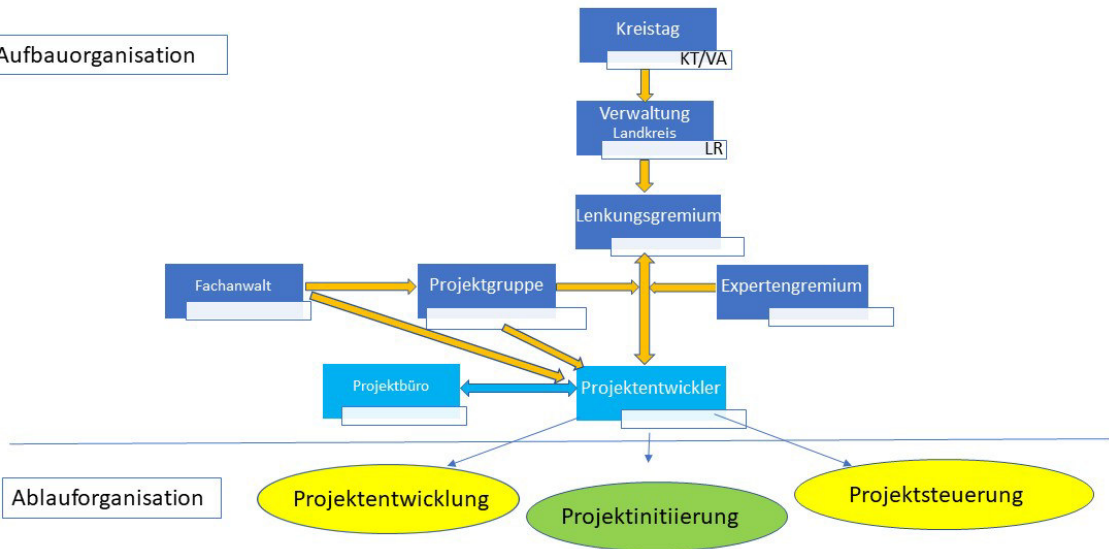 Aufbauorganisation
Kreistag
KT/VA
Verwaltung
Landkreis
LR
Lenkungsgremium
Fachanwalt
Projektgruppe
Expertengremium
Projektbüro
Projektentwickler
Ablauforganisation
Projektentwicklung
Projektinitiierung
Projektsteuerung